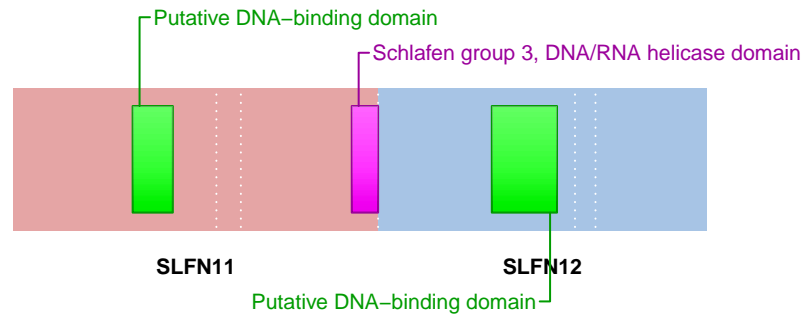 Putative DNA−binding domain
Schlafen group 3, DNA/RNA helicase domain
SLFN11
SLFN12
Putative DNA−binding domain